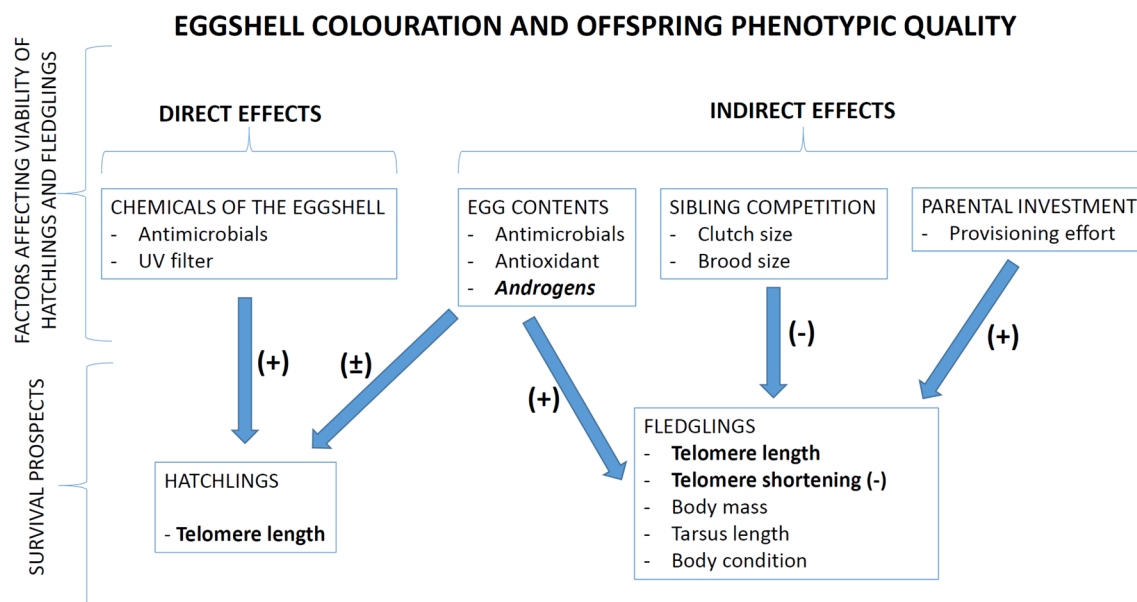 EGGSHELL COLOURATION AND OFFSPRING PHENOTYPIC QUALITY
FACTORS AFFECTING VIABILITY OF
HATCHLINGS AND FLEDGLINGS
DIRECT EFFECTS
INDIRECT EFFECTS
CHEMICALS OF THE EGGSHELL
- Antimicrobials
- UV filter
EGG CONTENTS
- Antimicrobials
- Antioxidant
- Androgens
SIBLING COMPETITION
- Clutch size
- Brood size
PARENTAL INVESTMENT
- Provisioning effort
(+)
(±)
(+)
(-)
(+)
SURVIVAL PROSPECTS
HATCHLINGS
- Telomere length
FLEDGLINGS
- Telomere length
- Telomere shortening (-)
- Body mass
- Tarsus length
- Body condition